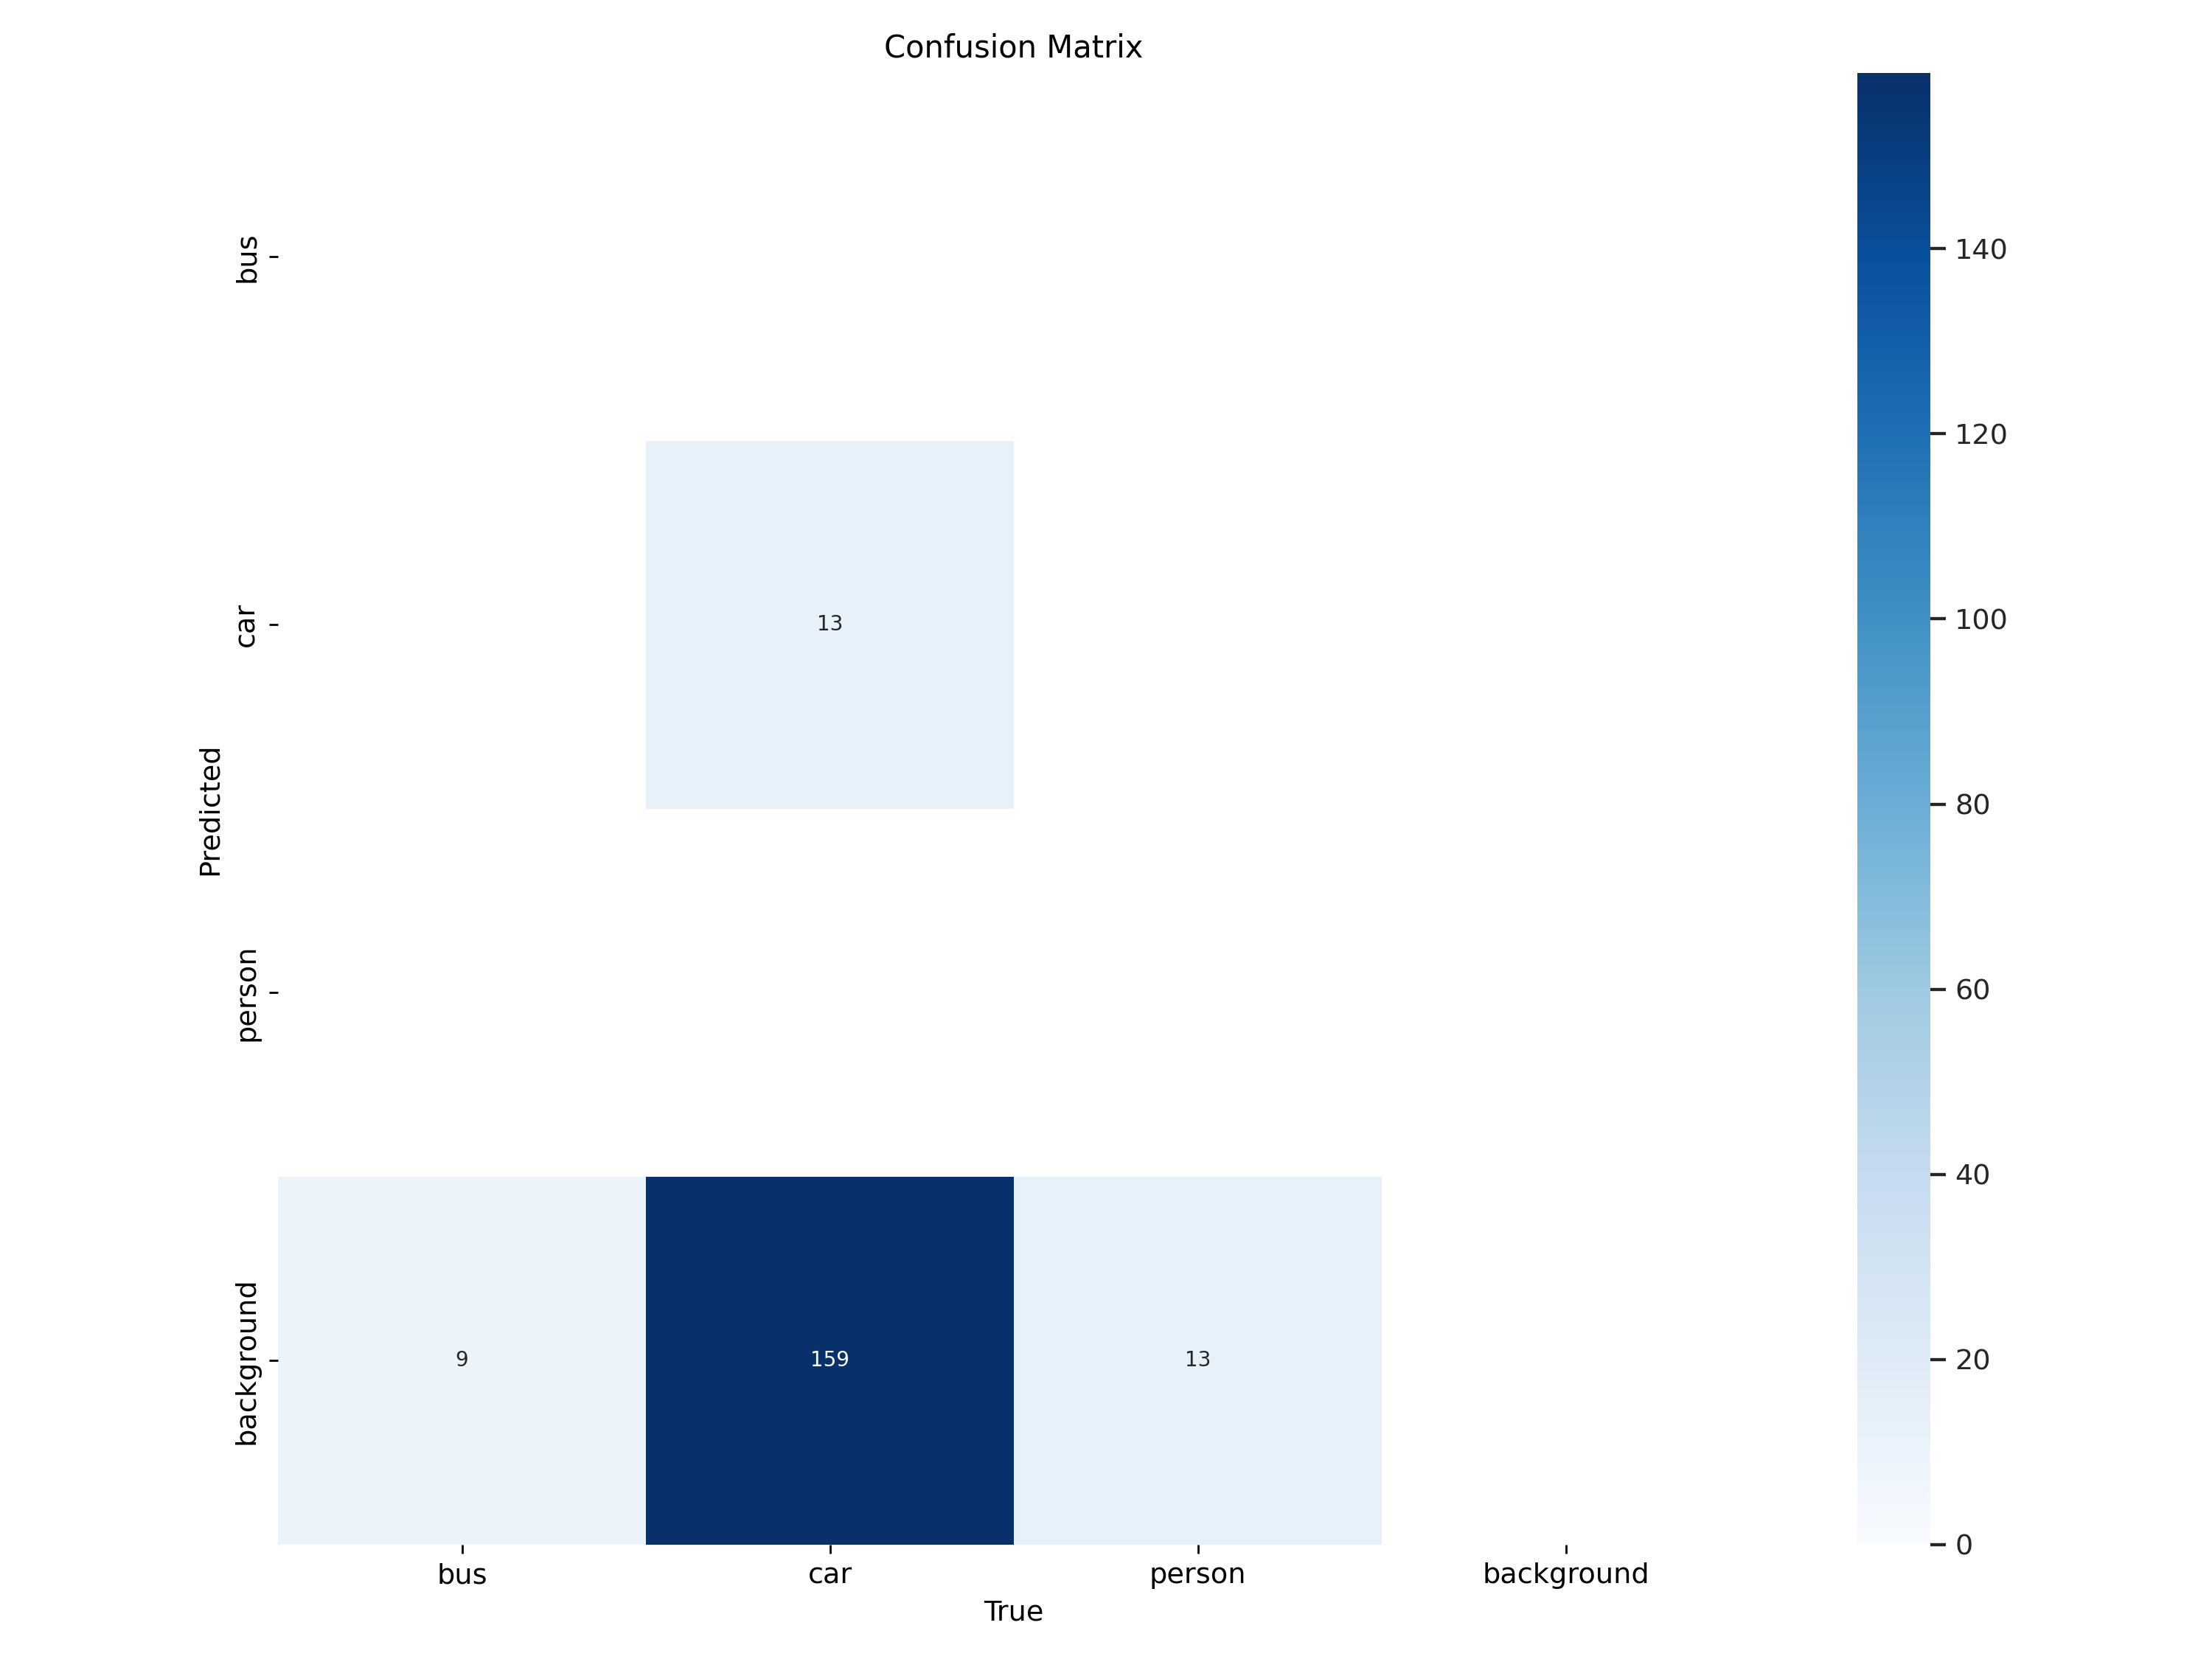 Confusion Matrix
bus
car
person
background
Predicted
13
9
159
13
bus
car
person
background
True
140
120
100
80
60
40
20
0